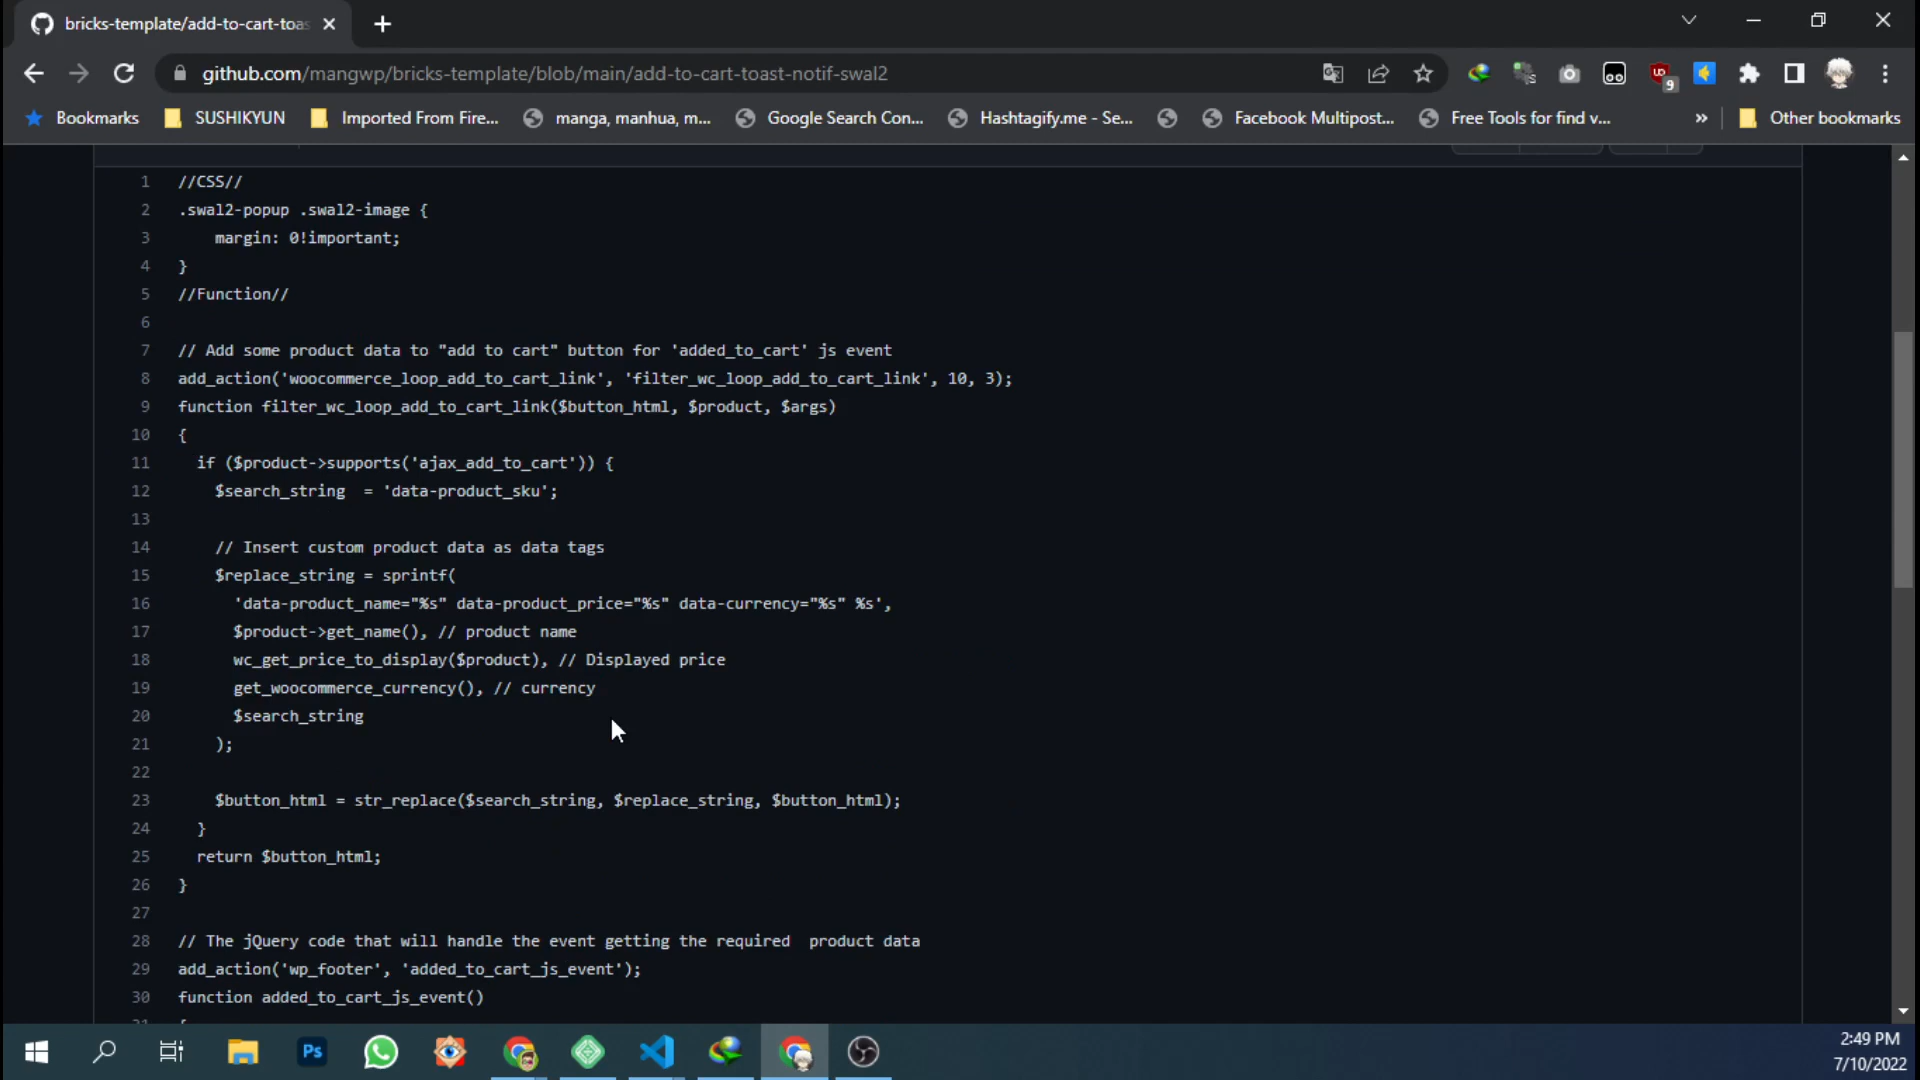 bricks-template/add-to-cart-toas
github.com/mangwp/bricks-template/blob/main/add-to-cart-toast-notif-swal2
9
Bookmarks
SUSHIKYUN
Imported From Fire...
manga, manhua, m...
Google Search Con...
Hashtagify.me - Se...
Facebook Multipost...
Free Tools for find v...
»
Other bookmarks
1 //CSS//
2 .swal2-popup .swal2-image {
3 margin: 0!important;
4 }
5 //Function//
6
7 // Add some product data to "add to cart" button for 'added_to_cart' js event
8 add_action('woocommerce_loop_add_to_cart_link', 'filter_wc_loop_add_to_cart_link', 10, 3);
9 function filter_wc_loop_add_to_cart_link($button_html, $product, $args)
10 {
11 if ($product->supports('ajax_add_to_cart')) {
12 $search_string  = 'data-product_sku';
13
14 // Insert custom product data as data tags
15 $replace_string = sprintf(
16 'data-product_name="%s" data-product_price="%s" data-currency="%s" %s',
17 $product->get_name(), // product name
18 wc_get_price_to_display($product), // Displayed price
19 get_woocommerce_currency(), // currency
20 $search_string
21 );
22
23 $button_html = str_replace($search_string, $replace_string, $button_html);
24 }
25 return $button_html;
26 }
27
28 // The jQuery code that will handle the event getting the required  product data
29 add_action('wp_footer', 'added_to_cart_js_event');
30 function added_to_cart_js_event()
Ps
2:49 PM
7/10/2022